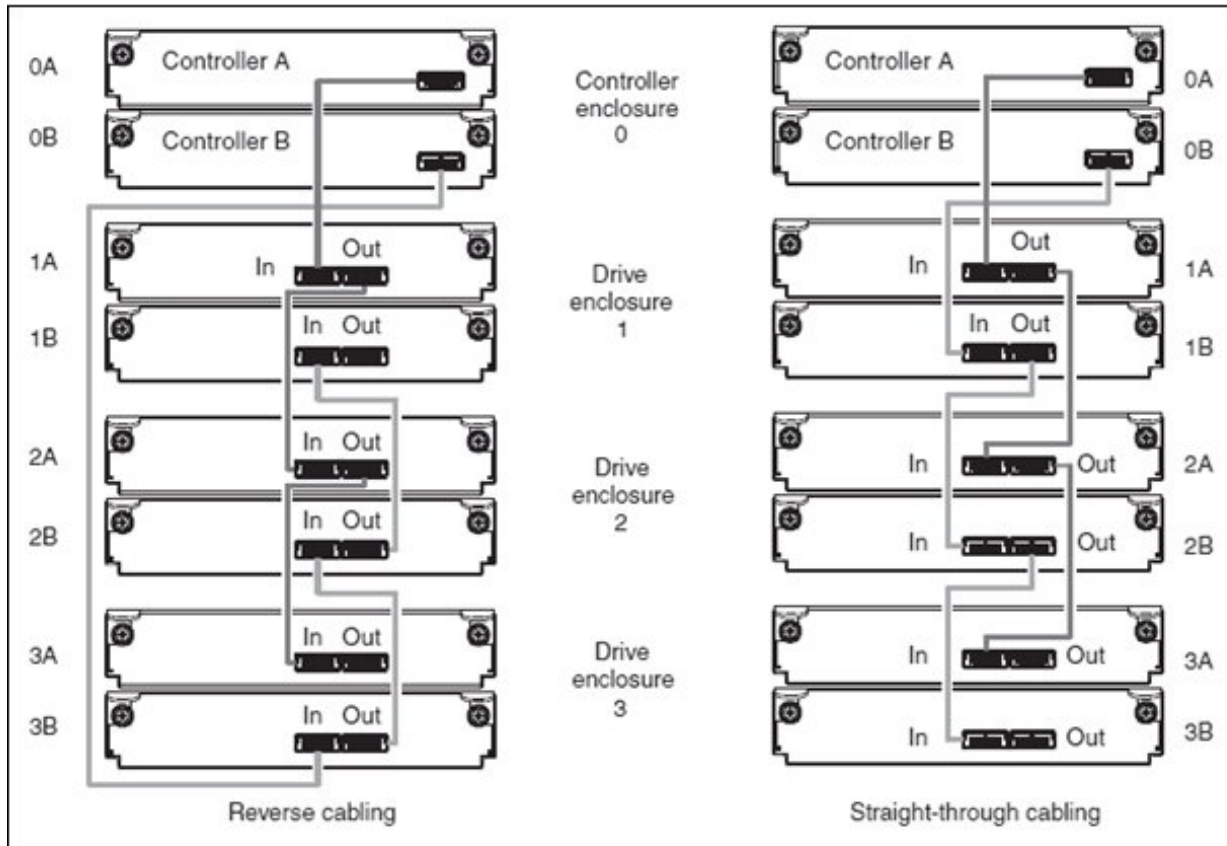 0A
Controller A
0B
Controller B
1A
In
Out
1B
In Out
2A
In Out
2B
In Out
3A
In Out
3B
In Out
Reverse cabling
Controller
enclosure
0
Drive
enclosure
1
Drive
enclosure
2
Drive
enclosure
3
Controller A
0A
Controller B
0B
Out
In
1A
In Out
1B
In
Out
2A
In
Out
2B
In
Out
3A
In
Out
3B
Straight-through cabling